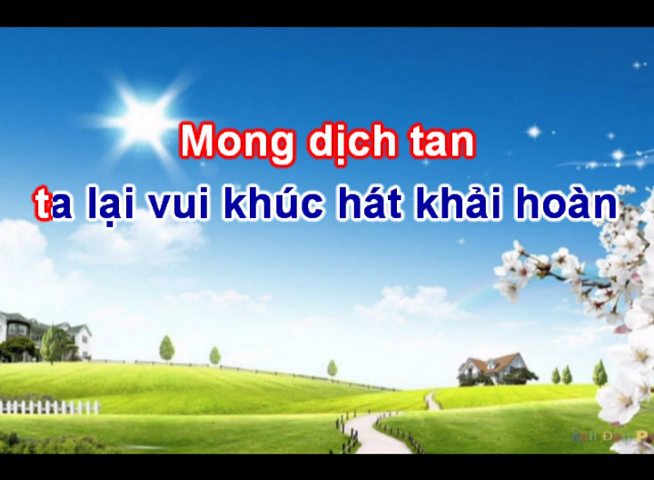 Mong dịch tan
ta lại vui khúc hát khải hoàn